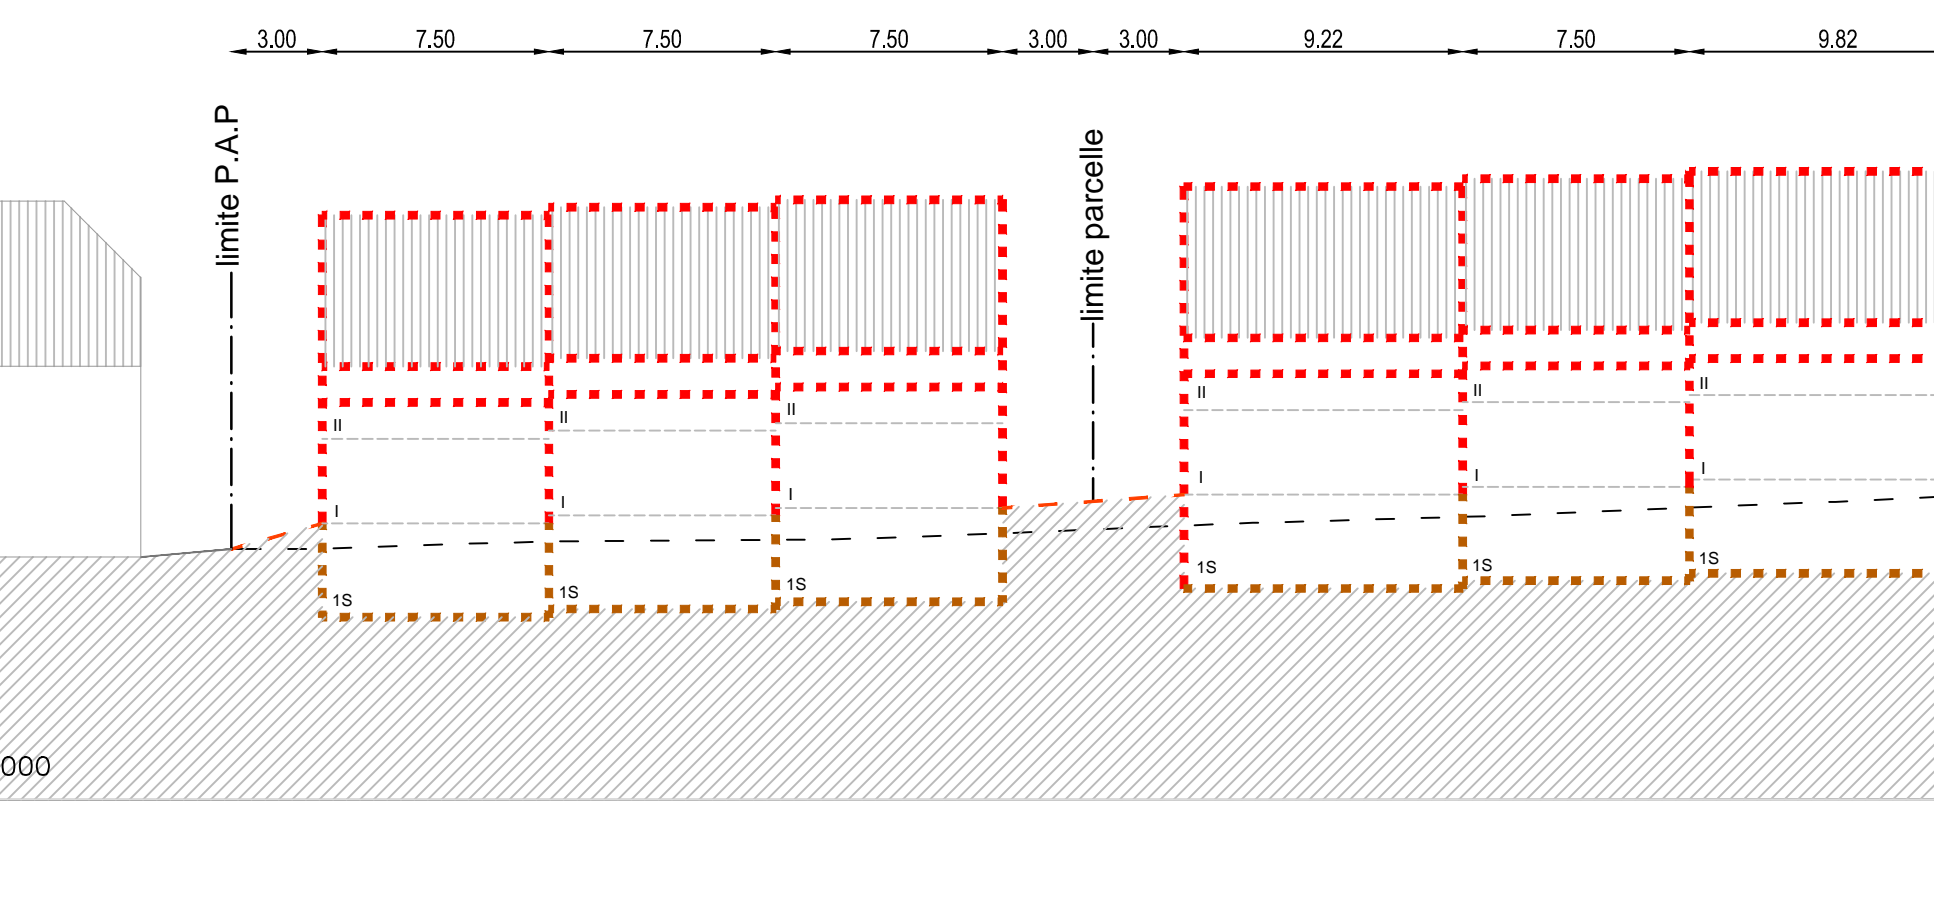 3.00 7.50 7.50 7.50 3.00 3.00 9.22 7.50 9.82
limite P.A.P
limite parcelle
II II II II II II
I I I I I I
1S 1S 1S 1S 1S 1S
000